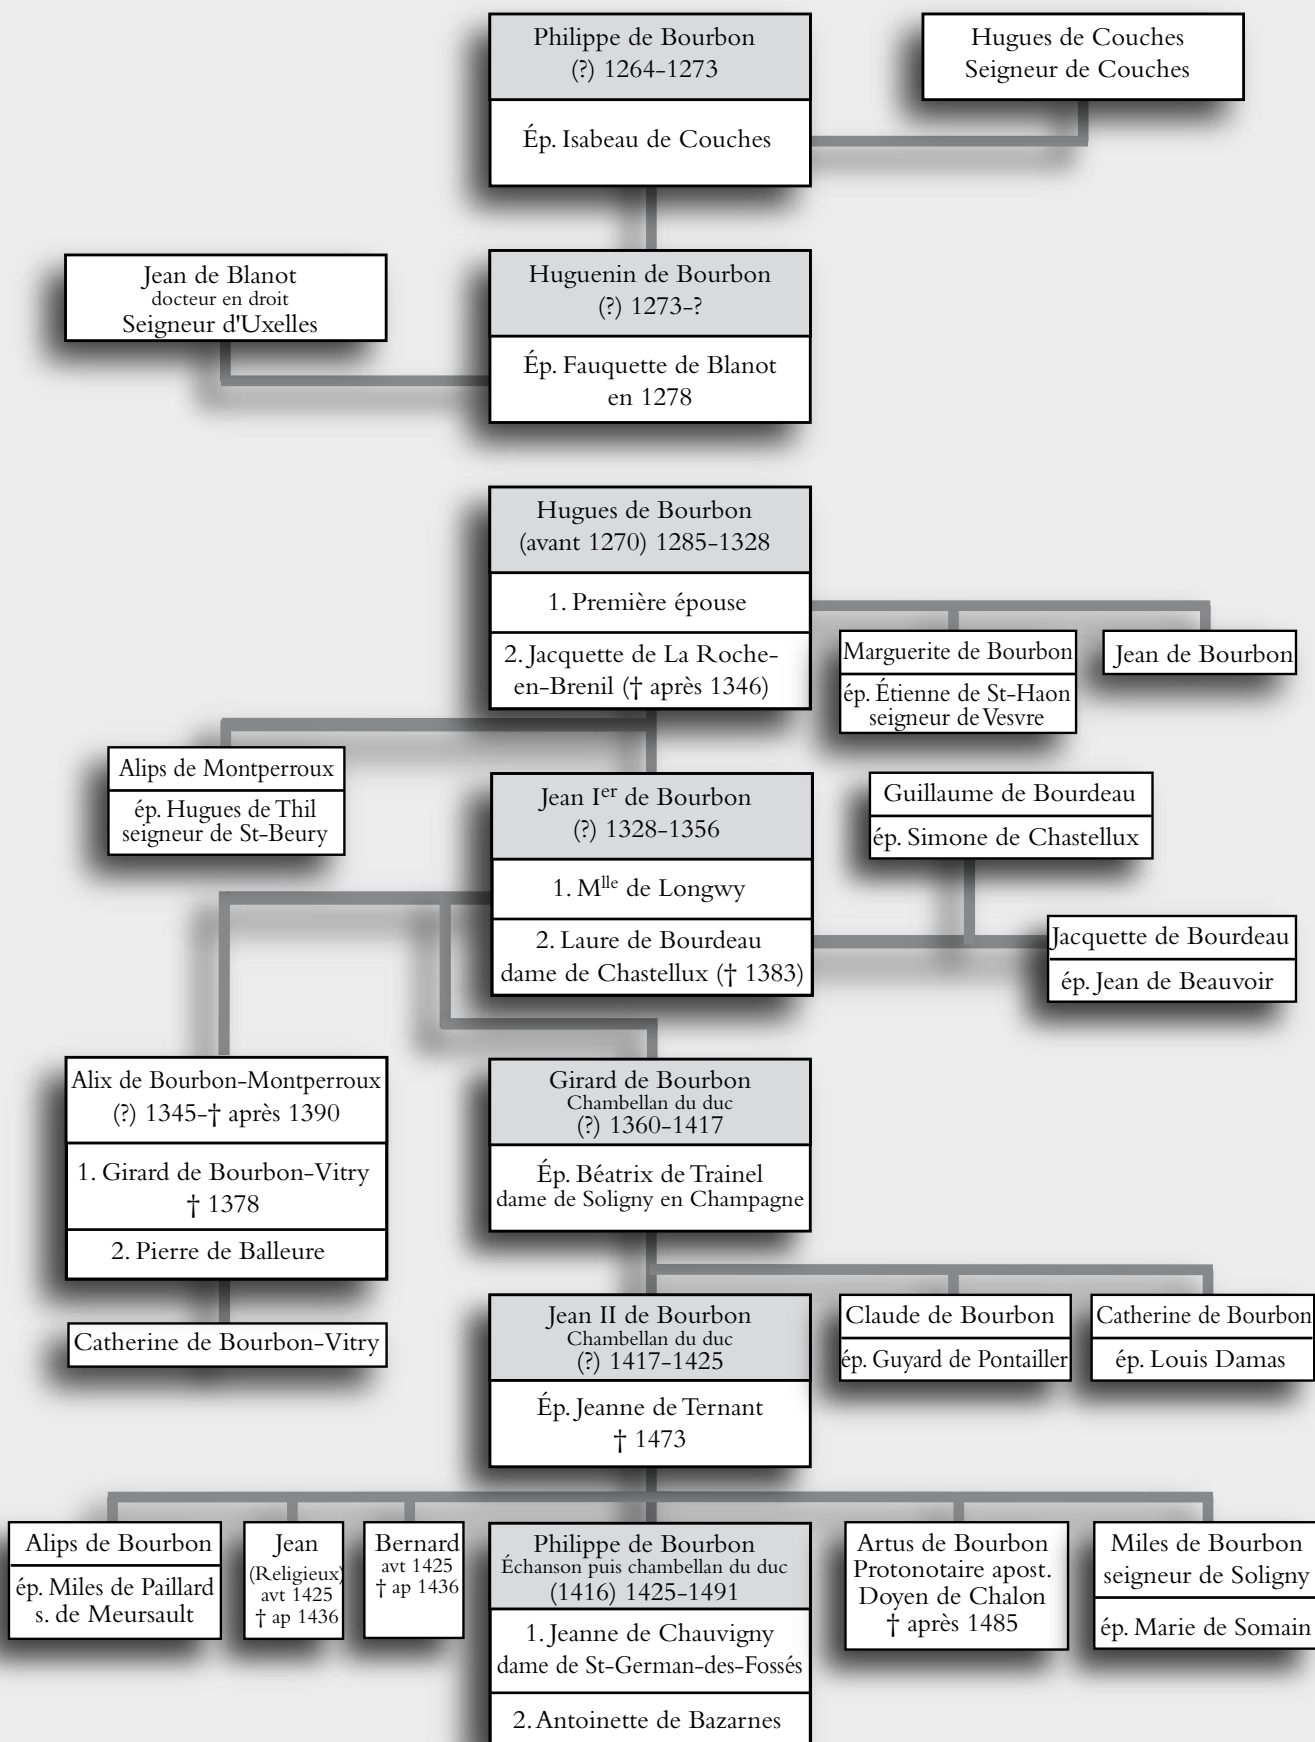 Philippe de Bourbon
(?) 1264-1273
Ép. Isabeau de Couches
Hugues de Couches
Seigneur de Couches
Jean de Blanot
docteur en droit
Seigneur d'Uxelles
Huguenin de Bourbon
(?) 1273-?
Ép. Fauquette de Blanot
en 1278
Hugues de Bourbon
(avant 1270) 1285-1328
1. Première épouse
2. Jacquette de La Roche-
en-Brenil († après 1346)
Marguerite de Bourbon
ép. Étienne de St-Haon
seigneur de Vesvre
Jean de Bourbon
Alips de Montperroux
ép. Hugues de Thil
seigneur de St-Beury
Jean Ier de Bourbon
(?) 1328-1356
1. Mlle de Longwy
2. Laure de Bourdeau
dame de Chastellux († 1383)
Guillaume de Bourdeau
ép. Simone de Chastellux
Jacquette de Bourdeau
ép. Jean de Beauvoir
Alix de Bourbon-Montperroux
(?) 1345-† après 1390
1. Girard de Bourbon-Vitry
† 1378
2. Pierre de Balleure
Girard de Bourbon
Chambellan du duc
(?) 1360-1417
Ép. Béatrix de Trainel
dame de Soligny en Champagne
Catherine de Bourbon-Vitry
Jean II de Bourbon
Chambellan du duc
(?) 1417-1425
Ép. Jeanne de Ternant
† 1473
Claude de Bourbon
ép. Guyard de Pontailler
Catherine de Bourbon
ép. Louis Damas
Alips de Bourbon
ép. Miles de Paillard
s. de Meursault
Jean
(Religieux)
avt 1425
† ap 1436
Bernard
avt 1425
† ap 1436
Philippe de Bourbon
Échanson puis chambellan du duc
(1416) 1425-1491
1. Jeanne de Chauvigny
dame de St-German-des-Fossés
2. Antoinette de Bazarnes
Artus de Bourbon
Protonotaire apost.
Doyen de Chalon
† après 1485
Miles de Bourbon
seigneur de Soligny
ép. Marie de Somain